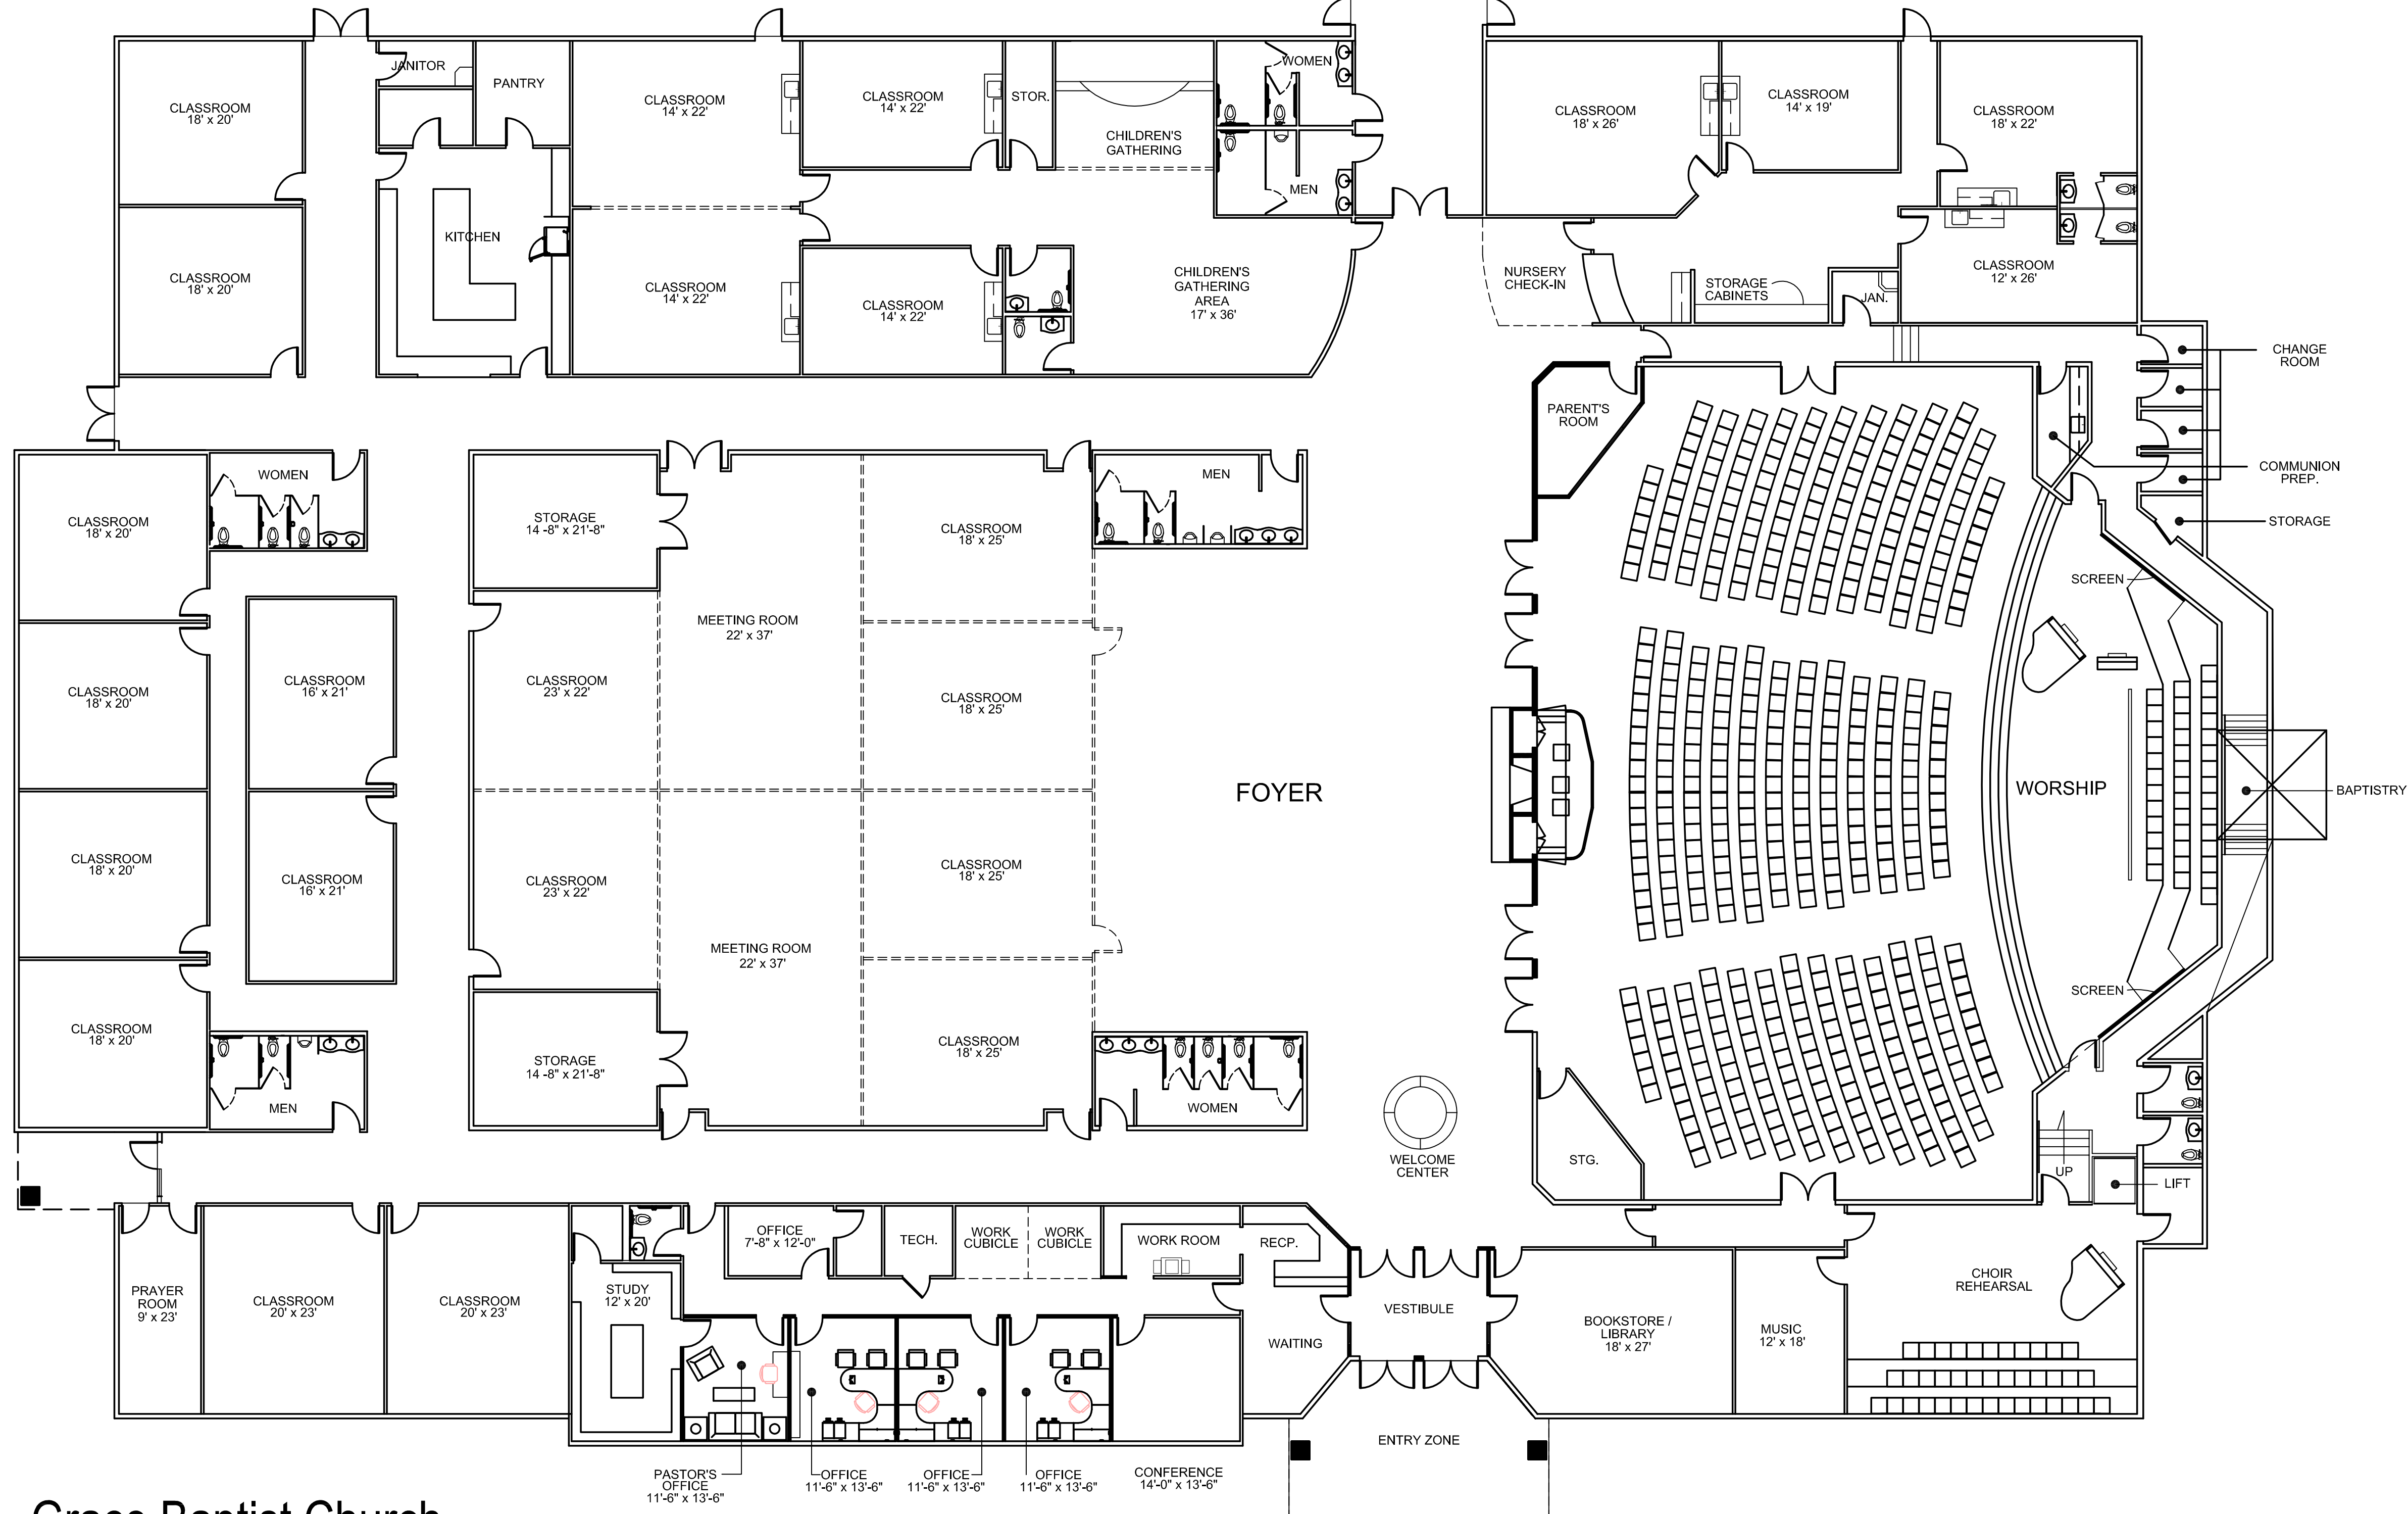 JANITOR
PANTRY
WOMEN
CLASSROOM
18' x 20'
CLASSROOM
14' x 22'
CLASSROOM
14' x 22'
STOR.
CHILDREN'S
GATHERING
CLASSROOM
18' x 26'
CLASSROOM
14' x 19'
CLASSROOM
18' x 22'
MEN
KITCHEN
CLASSROOM
18' x 20'
CLASSROOM
14' x 22'
CLASSROOM
14' x 22'
CHILDREN'S
GATHERING
AREA
17' x 36'
NURSERY
CHECK-IN
STORAGE
CABINETS
JAN.
CLASSROOM
12' x 26'
CHANGE
ROOM
PARENT'S
ROOM
COMMUNION
PREP.
STORAGE
WOMEN
MEN
CLASSROOM
18' x 20'
STORAGE
14 -8" x 21'-8"
CLASSROOM
18' x 25'
SCREEN
MEETING ROOM
22' x 37'
CLASSROOM
18' x 20'
CLASSROOM
16' x 21'
CLASSROOM
23' x 22'
CLASSROOM
18' x 25'
FOYER
WORSHIP
BAPTISTRY
CLASSROOM
18' x 20'
CLASSROOM
16' x 21'
CLASSROOM
23' x 22'
CLASSROOM
18' x 25'
MEETING ROOM
22' x 37'
SCREEN
CLASSROOM
18' x 20'
STORAGE
14 -8" x 21'-8"
CLASSROOM
18' x 25'
MEN
WOMEN
WELCOME
CENTER
STG.
UP
LIFT
PRAYER
ROOM
9' x 23'
CLASSROOM
20' x 23'
CLASSROOM
20' x 23'
STUDY
12' x 20'
OFFICE
7'-8" x 12'-0"
TECH.
WORK
CUBICLE
WORK
CUBICLE
WORK ROOM
RECP.
WAITING
VESTIBULE
BOOKSTORE /
LIBRARY
18' x 27'
MUSIC
12' x 18'
CHOIR
REHEARSAL
ENTRY ZONE
PASTOR'S
OFFICE
11'-6" x 13'-6"
OFFICE
11'-6" x 13'-6"
OFFICE
11'-6" x 13'-6"
OFFICE
11'-6" x 13'-6"
CONFERENCE
14'-0" x 13'-6"
Grace Baptist Church